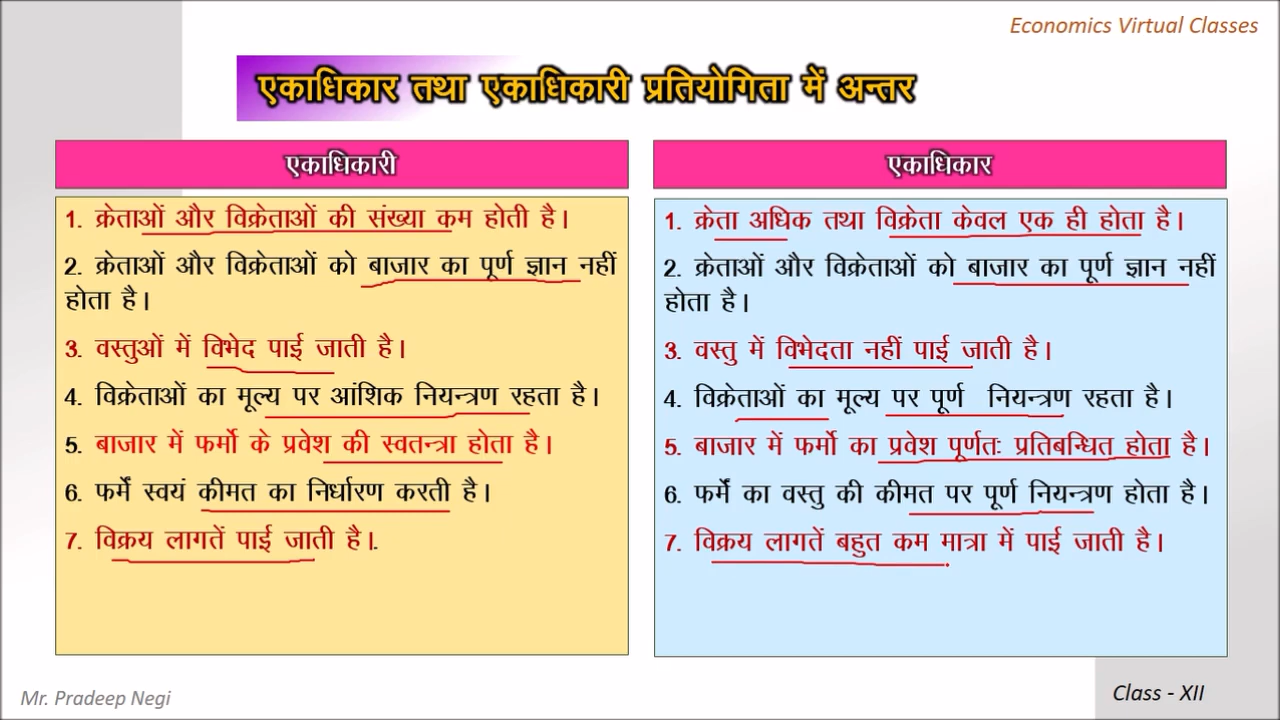 Economics Virtual Classes
एकाधिकार तथा एकाधिकारी प्रतियोगिता में अन्तर
एकाधिकारी
1. क्रेताओं और विक्रेताओं की संख्या कम होती है।
2. क्रेताओं और विक्रेताओं को बाजार का पूर्ण ज्ञान नहीं
होता है।
3. वस्तुओं में विभेद पाई जाती है।
4. विक्रेताओं का मूल्य पर आंशिक नियन्त्रण रहता है।
5. बाजार में फर्मो के प्रवेश की स्वतन्त्रा होता है।
6. फर्में स्वयं कीमत का निर्धारण करती है।
7. विक्रय लागतें पाई जाती है।.
एकाधिकार
1. क्रेता अधिक तथा विक्रेता केवल एक ही होता है।
2. क्रेताओं और विक्रेताओं को बाजार का पूर्ण ज्ञान नहीं
होता है।
3. वस्तु में विभेदता नहीं पाई जाती है।
4. विक्रेताओं का मूल्य पर पूर्ण नियन्त्रण रहता है।
5. बाजार में फर्मो का प्रवेश पूर्णतः प्रतिबन्धित होता है।
6. फर्में का वस्तु की कीमत पर पूर्ण नियन्त्रण होता है।
7. विक्रय लागतें बहुत कम मात्रा में पाई जाती है।
Mr. Pradeep Negi
Class - XII